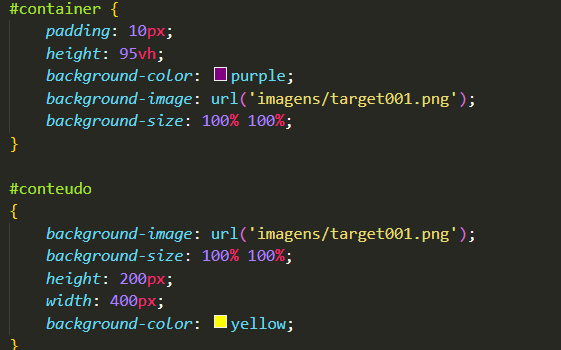 #container {
    padding: 10px;
    height: 95vh;
    background-color: purple;
    background-image: url('imagens/target001.png');
    background-size: 100% 100%;
}

#conteudo
{
    background-image: url('imagens/target001.png');
    background-size: 100% 100%;
    height: 200px;
    width: 400px;
    background-color: yellow;
}